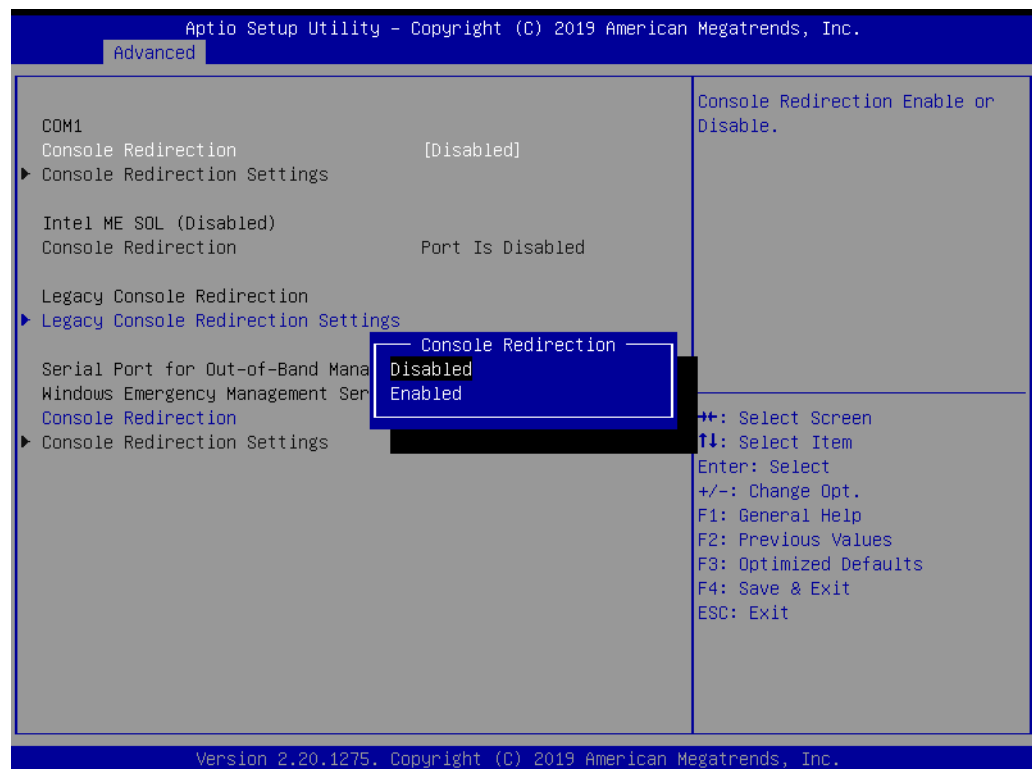 Aptio Setup Utility – Copyright (C) 2019 American Megatrends, Inc.
Advanced
COM1
Console Redirection [Disabled]
Console Redirection Settings
Intel ME SOL (Disabled)
Console Redirection Port Is Disabled
Legacy Console Redirection
Legacy Console Redirection Settings
Serial Port for Out-of-Band Mana
Windows Emergency Management Ser
Console Redirection
Console Redirection Settings
Console Redirection
Disabled
Enabled
Console Redirection Enable or
Disable.
→←: Select Screen
↑↓: Select Item
Enter: Select
+/-: Change Opt.
F1: General Help
F2: Previous Values
F3: Optimized Defaults
F4: Save & Exit
ESC: Exit
Version 2.20.1275. Copyright (C) 2019 American Megatrends, Inc.